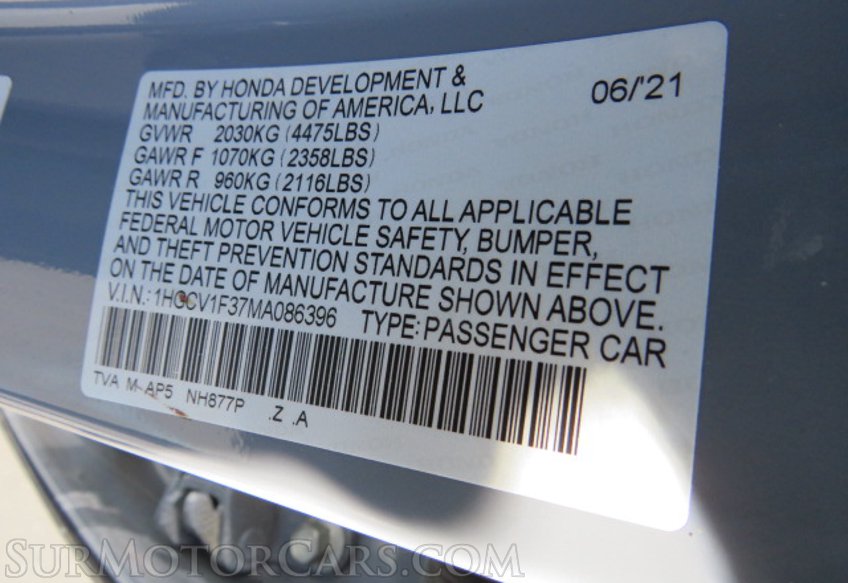 MFD. BY HONDA DEVELOPMENT &
MANUFACTURING OF AMERICA, LLC 06/'21
GVWR 2030KG (4475LBS)
GAWR F 1070KG (2358LBS)
GAWR R 960KG (2116LBS)
THIS VEHICLE CONFORMS TO ALL APPLICABLE
FEDERAL MOTOR VEHICLE SAFETY, BUMPER,
AND THEFT PREVENTION STANDARDS IN EFFECT
ON THE DATE OF MANUFACTURE SHOWN ABOVE.
V.I.N.: 1HGCV1F37MA086396 TYPE: PASSENGER CAR
TVA M AP5 NH877P .Z .A
SURMOTORCARS.COM